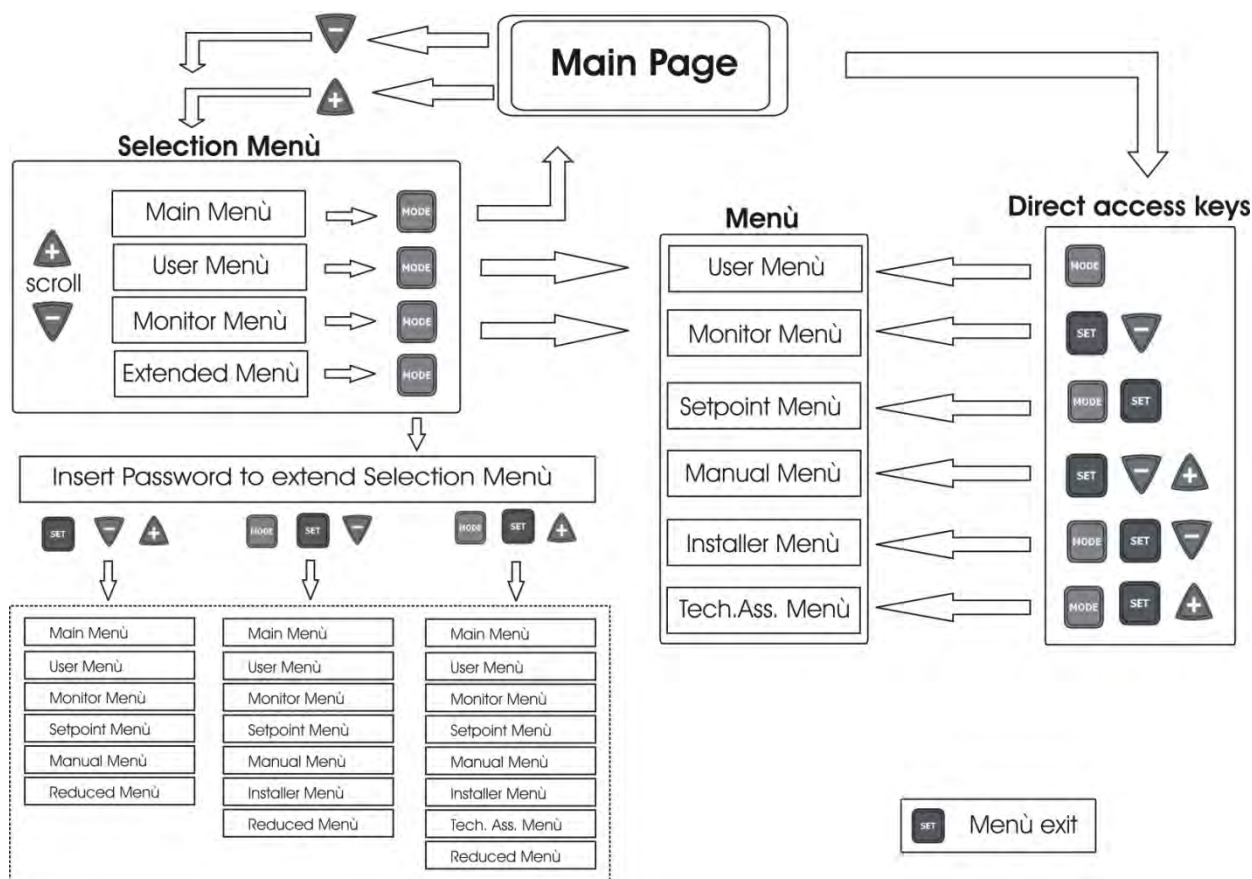 Main Page
Selection Menù
scroll
Main Menù
MODE
User Menù
MODE
Monitor Menù
MODE
Extended Menù
MODE
Insert Password to extend Selection Menù
SET
MODE SET
MODE SET
Main Menù
User Menù
Monitor Menù
Setpoint Menù
Manual Menù
Reduced Menù
Main Menù
User Menù
Monitor Menù
Setpoint Menù
Manual Menù
Installer Menù
Reduced Menù
Main Menù
User Menù
Monitor Menù
Setpoint Menù
Manual Menù
Installer Menù
Tech. Ass. Menù
Reduced Menù
Menù
User Menù
Monitor Menù
Setpoint Menù
Manual Menù
Installer Menù
Tech.Ass. Menù
Direct access keys
MODE
SET
MODE SET
SET
MODE SET
MODE SET
SET Menù exit